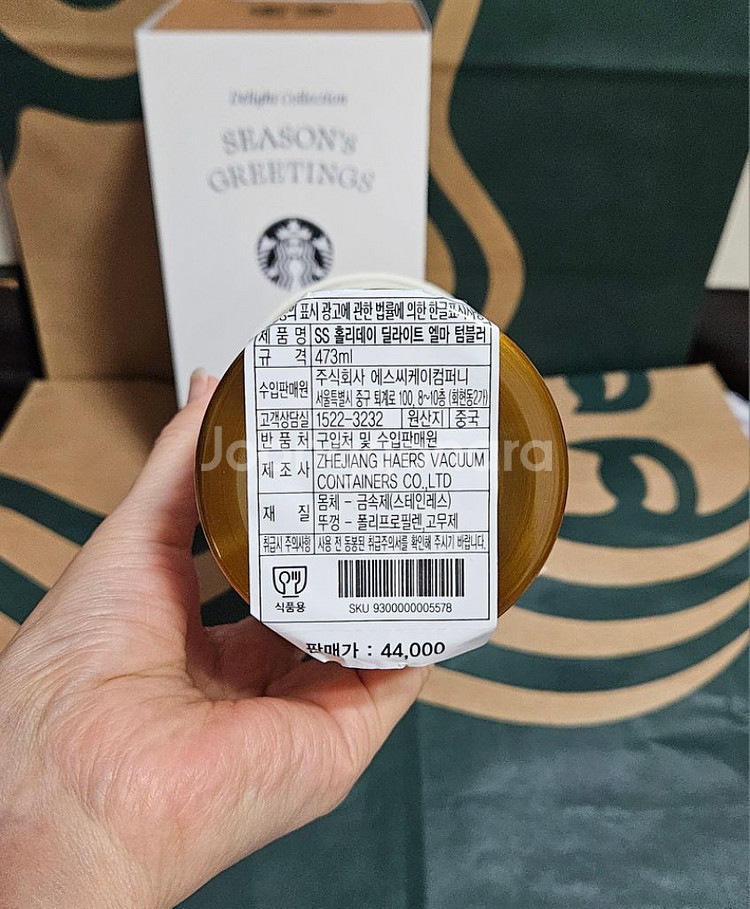 Delight Collection
SEASON'S
GREETINGS
표시 광고에 관한 법률에 의한 한글표시사항
제 품 명 SS 홀리데이 딜라이트 엘마 텀블러
규 격 473ml
수입판매원 주식회사 에스씨케이컴퍼니
서울특별시 중구 퇴계로 100, 8~10층 (회현동2가)
고객상담실 1522-3232 원산지 중국
반 품 처 구입처 및 수입판매원
제 조 사 ZHEJIANG HAERS VACUUM
CONTAINERS CO.,LTD
재 질 몸체 - 금속제(스테인레스)
뚜껑 - 폴리프로필렌,고무제
취급시 주의사항 사용 전 동봉된 취급주의서를 확인해 주시기 바랍니다.
식품용
SKU 9300000005578
판매가 : 44,000